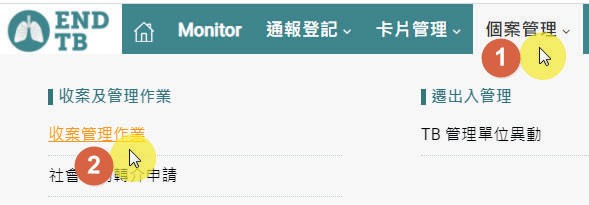 END TB
Monitor 通報登記 卡片管理 個案管理
1
收案及管理作業 遷出入管理
收案管理作業 TB 管理單位異動
2
社會 轉介申請